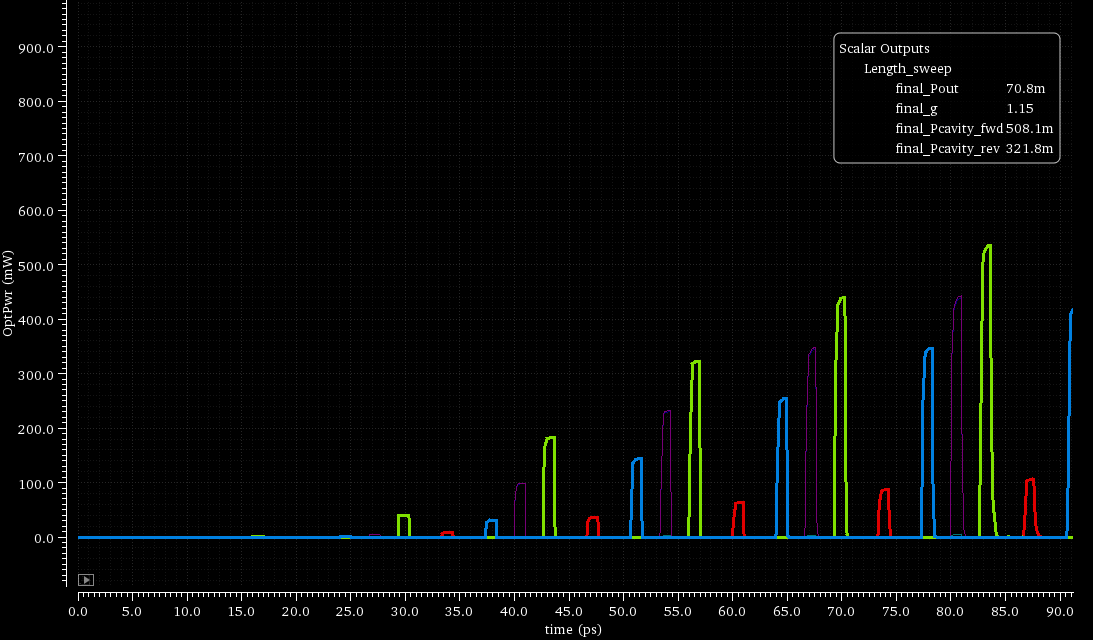 900.0
800.0
700.0
600.0
500.0
400.0
300.0
200.0
100.0
0.0
OptPwr (mW)
Scalar Outputs
Length_sweep
final_Pout 70.8m
final_g 1.15
final_Pcavity_fwd 508.1m
final_Pcavity_rev 321.8m
0.0 5.0 10.0 15.0 20.0 25.0 30.0 35.0 40.0 45.0 50.0 55.0 60.0 65.0 70.0 75.0 80.0 85.0 90.0
time (ps)